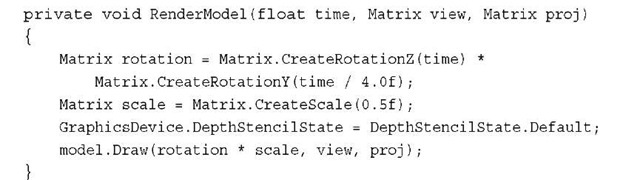 private void RenderModel(float time, Matrix view, Matrix proj)
{
    Matrix rotation = Matrix.CreateRotationZ(time) *
        Matrix.CreateRotationY(time / 4.0f);
    Matrix scale = Matrix.CreateScale(0.5f);
    GraphicsDevice.DepthStencilState = DepthStencilState.Default;
    model.Draw(rotation * scale, view, proj);
}